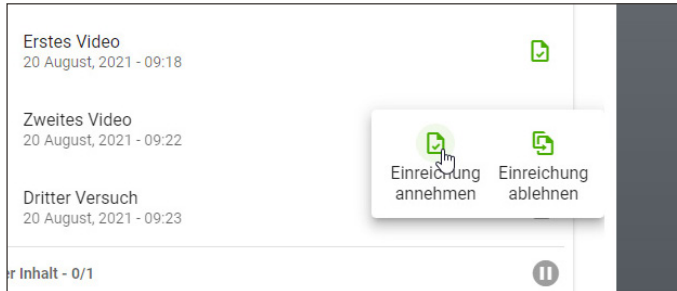 Erstes Video
20 August, 2021 - 09:18
Zweites Video
20 August, 2021 - 09:22
Einreichung Einreichung
annehmen ablehnen
Dritter Versuch
20 August, 2021 - 09:23
Inhalt - 0/1